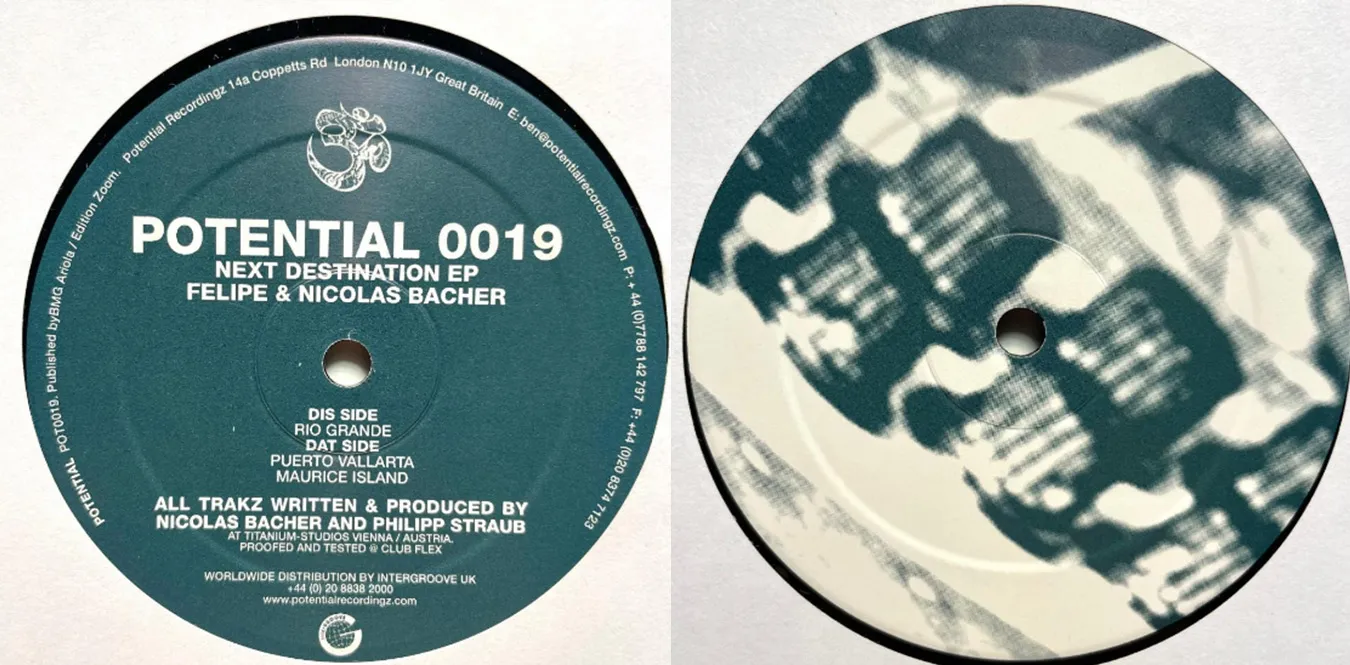 POTENTIAL POT0019. Published byBMG Ariola / Edition Zoom. Potential Recordingz 14a Coppetts Rd London N10 1JY Great Britain E: ben@potentialrecordingz.com P: + 44 (0)7788 142 797 F: +44 (0)20 8374 7123
POTENTIAL 0019
NEXT DESTINATION EP
FELIPE & NICOLAS BACHER
DIS SIDE
RIO GRANDE
DAT SIDE
PUERTO VALLARTA
MAURICE ISLAND
ALL TRAKZ WRITTEN & PRODUCED BY
NICOLAS BACHER AND PHILIPP STRAUB
AT TITANIUM-STUDIOS VIENNA / AUSTRIA.
PROOFED AND TESTED @ CLUB FLEX
WORLDWIDE DISTRIBUTION BY INTERGROOVE UK
+44 (0) 20 8838 2000
www.potentialrecordingz.com